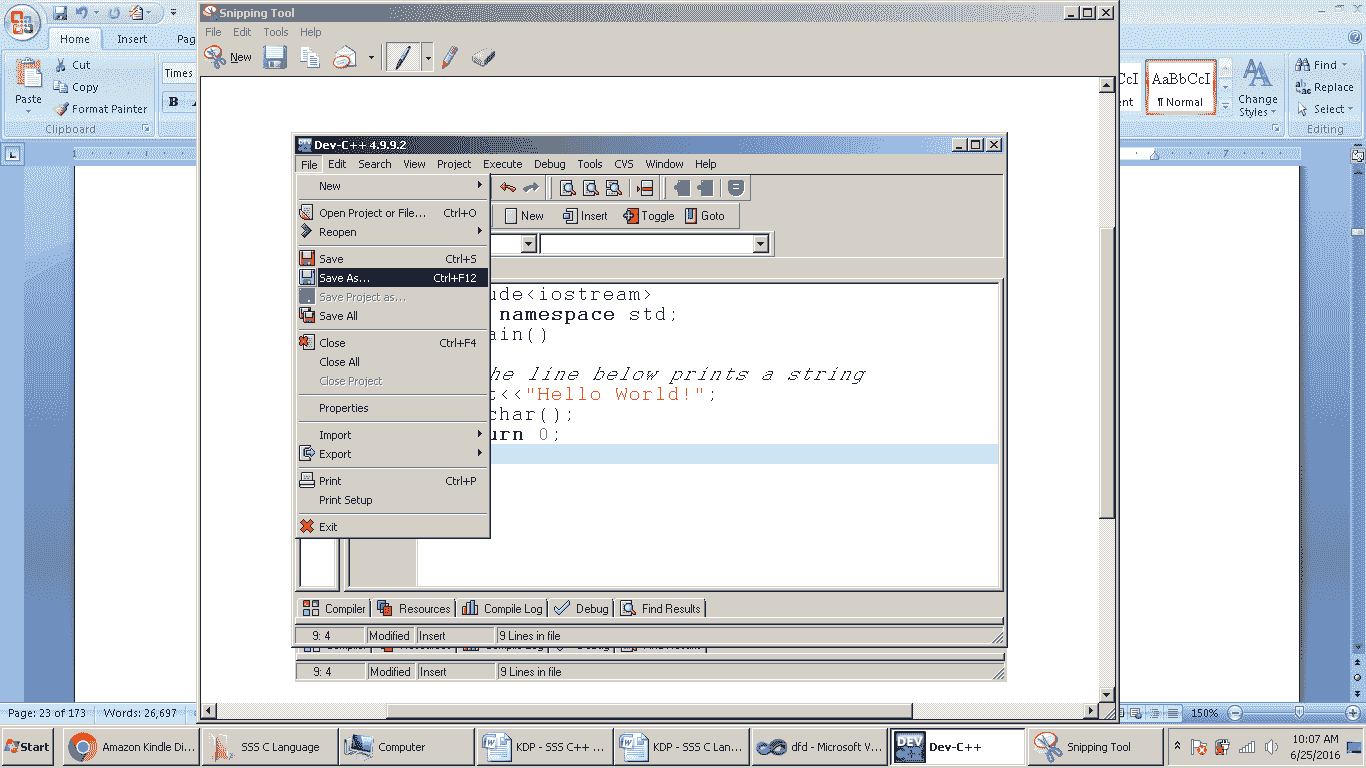 Snipping Tool
File Edit Tools Help
New
Home Insert Pag
Cut
Copy
Format Painter
Paste
Clipboard
Times
B
AaBbCcI
¶ Normal
Change Styles
Find
Replace
Select
Editing
1
7
Dev-C++ 4.9.9.2
File Edit Search View Project Execute Debug Tools CVS Window Help
New
Open Project or File... Ctrl+O
Reopen
Save Ctrl+S
Save As... Ctrl+F12
Save Project as...
Save All
Close Ctrl+F4
Close All
Close Project
Properties
Import
Export
Print Ctrl+P
Print Setup
Exit
New Insert Toggle Goto
ude<iostream>
namespace std;
ain()
he line below prints a string
t<<"Hello World!";
char();
urn 0;
Compiler Resources Compile Log Debug Find Results
9: 4 Modified Insert 9 Lines in file
9: 4 Modified Insert 9 Lines in file
Page: 23 of 173 Words: 26,697 150%
Start Amazon Kindle Di... SSS C Language Computer KDP - SSS C++ ... KDP - SSS C - Lan... dfd - Microsoft V... DEV Dev-C++ Snipping Tool 10:07 AM
6/25/2016